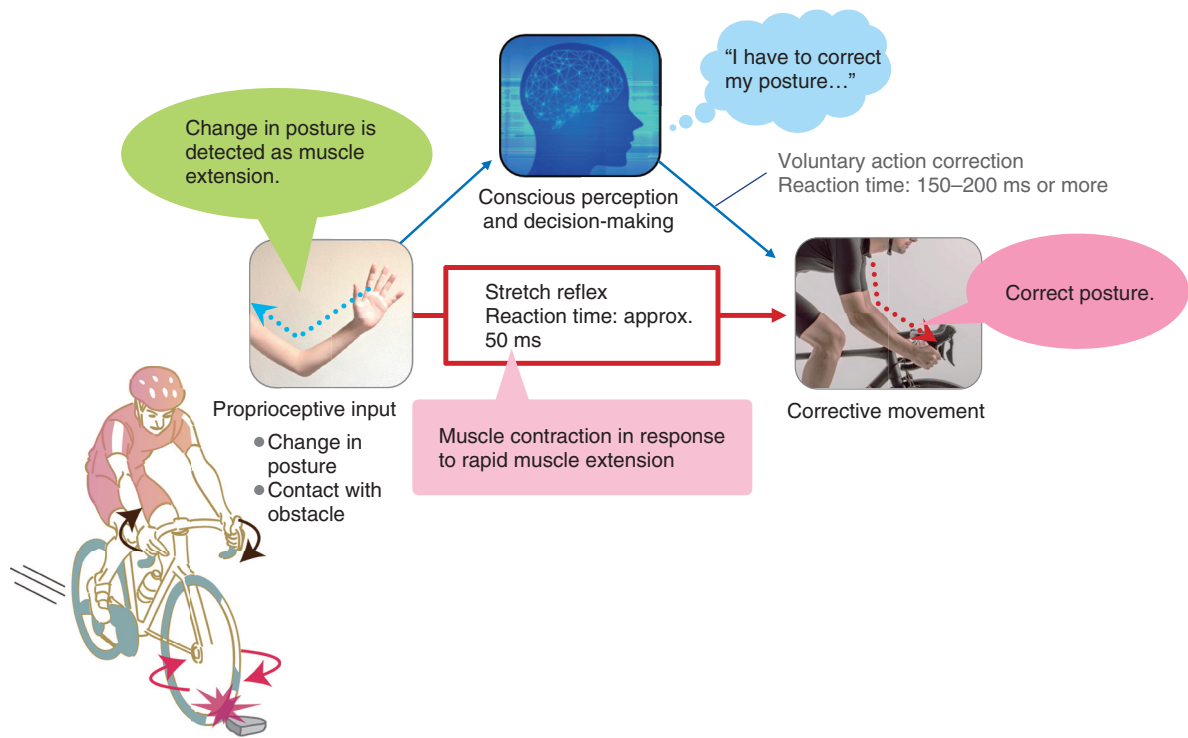 “I have to correct
my posture…”
Change in posture is
detected as muscle
extension.
Voluntary action correction
Reaction time: 150–200 ms or more
Conscious perception
and decision-making
Stretch reflex
Reaction time: approx.
50 ms
Correct posture.
Proprioceptive input
Corrective movement
●Change in
posture
●Contact with
obstacle
Muscle contraction in response
to rapid muscle extension